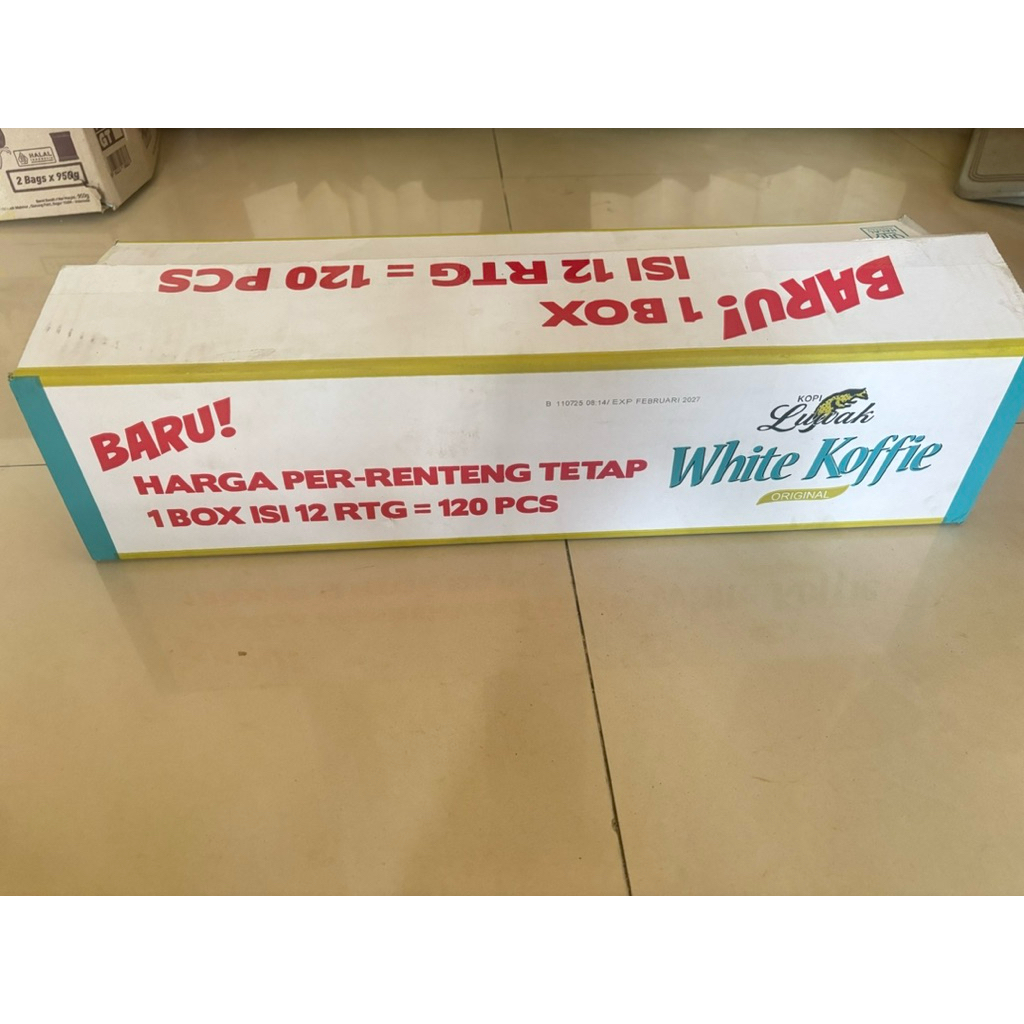 HALAL
GT
2 Bags x 950g
BARU! 1 BOX
ISI 12 RTG = 120 PCS
B 110725 08:14/ EXP FEBRUARI 2027
BARU!
HARGA PER-RENTENG TETAP
1 BOX ISI 12 RTG = 120 PCS
KOPI
Luwak
White Koffie
ORIGINAL